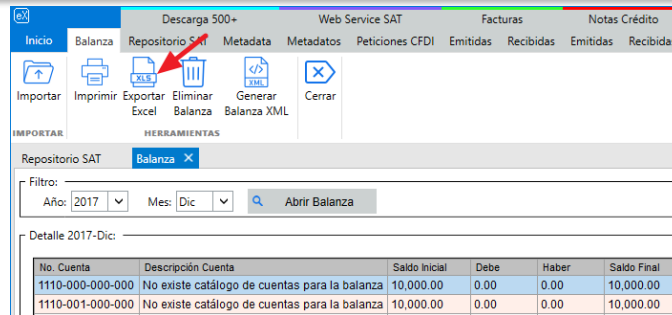 eX Descarga 500+ Web Service SAT Facturas Notas Crédito
Inicio Balanza Repositorio SAT Metadata Metadatos Peticiones CFDI Emitidas Recibidas Emitidas Recibida
XLS XML
Importar Imprimir Exportar Excel Eliminar Balanza Generar Balanza XML Cerrar
IMPORTAR HERRAMIENTAS
Repositorio SAT Balanza
Filtro:
Año: 2017 Mes: Dic Abrir Balanza
Detalle 2017-Dic:
No. Cuenta Descripción Cuenta Saldo Inicial Debe Haber Saldo Final
1110-000-000-000 No existe catálogo de cuentas para la balanza 10,000.00 0.00 0.00 10,000.00
1110-001-000-000 No existe catálogo de cuentas para la balanza 10,000.00 0.00 0.00 10,000.00